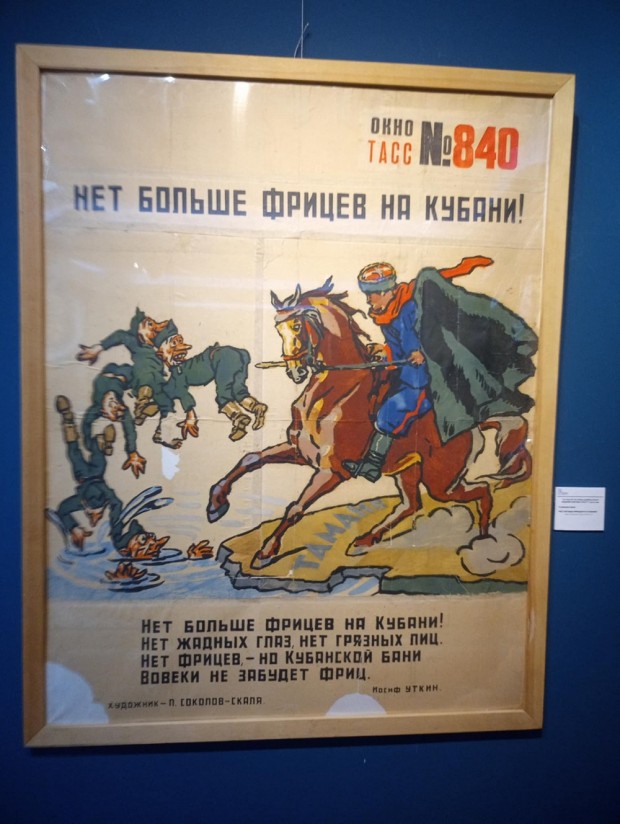 ОКНО
ТАСС №840
НЕТ БОЛЬШЕ ФРИЦЕВ НА КУБАНИ!
ТАМАНЬ
НЕТ БОЛЬШЕ ФРИЦЕВ НА КУБАНИ!
НЕТ ЖАДНЫХ ГЛАЗ, НЕТ ГРЯЗНЫХ ЛИЦ.
НЕТ ФРИЦЕВ, – НО КУБАНСКОЙ БАНИ
ВОВЕКИ НЕ ЗАБУДЕТ ФРИЦ.
ИОСИФ УТКИН.
ХУДОЖНИК – П. СОКОЛОВ-СКАЛЯ.